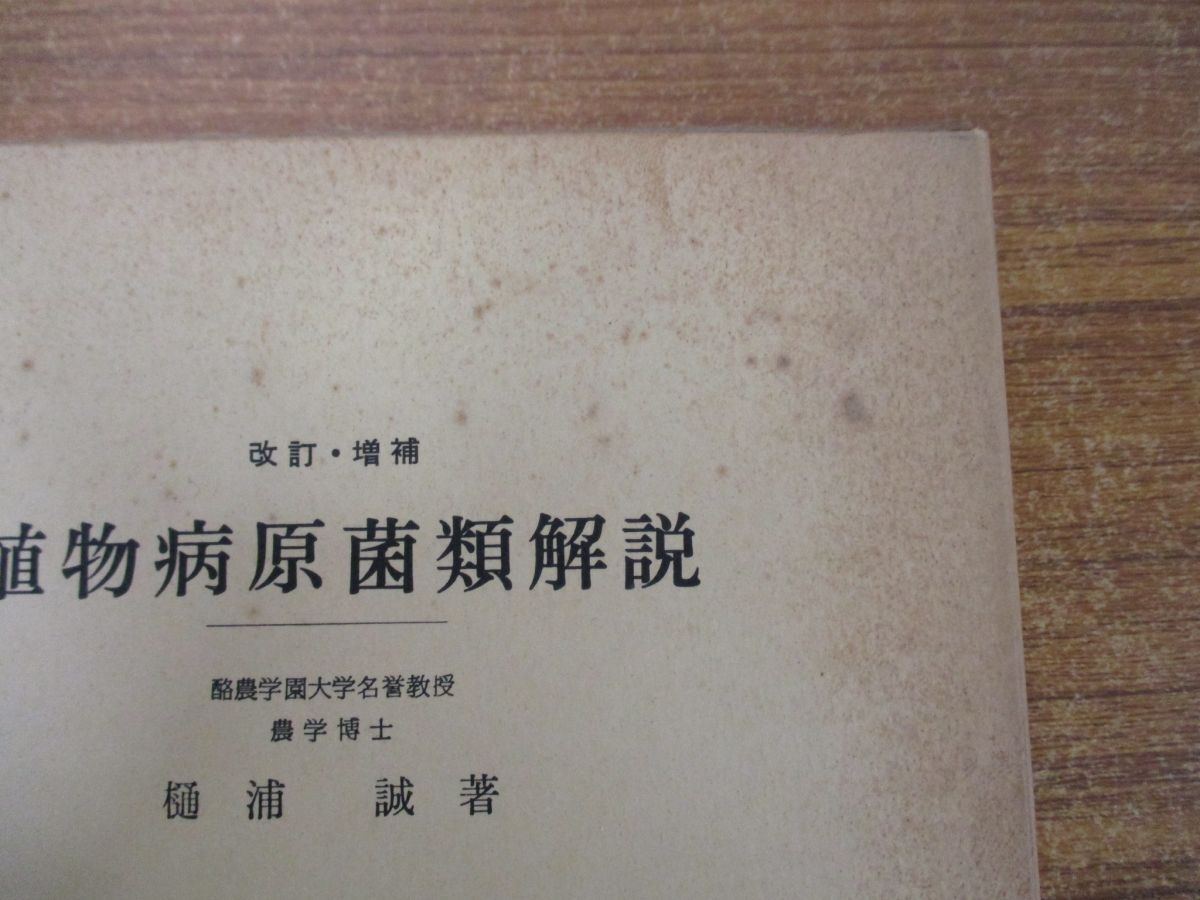 改訂・増補
植物病原菌類解説
酪農学園大学名誉教授
農学博士
樋浦 誠 著